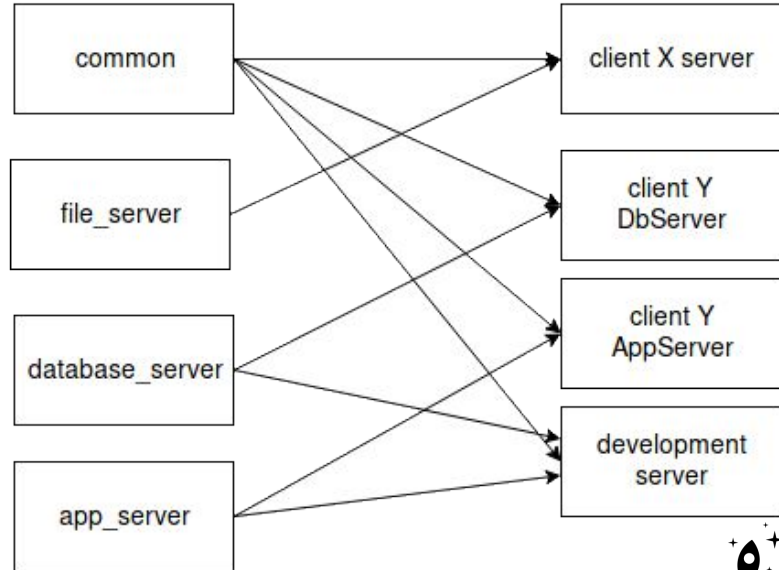 common
client X server
file_server
client Y
DbServer
database_server
client Y
AppServer
app_server
development
server